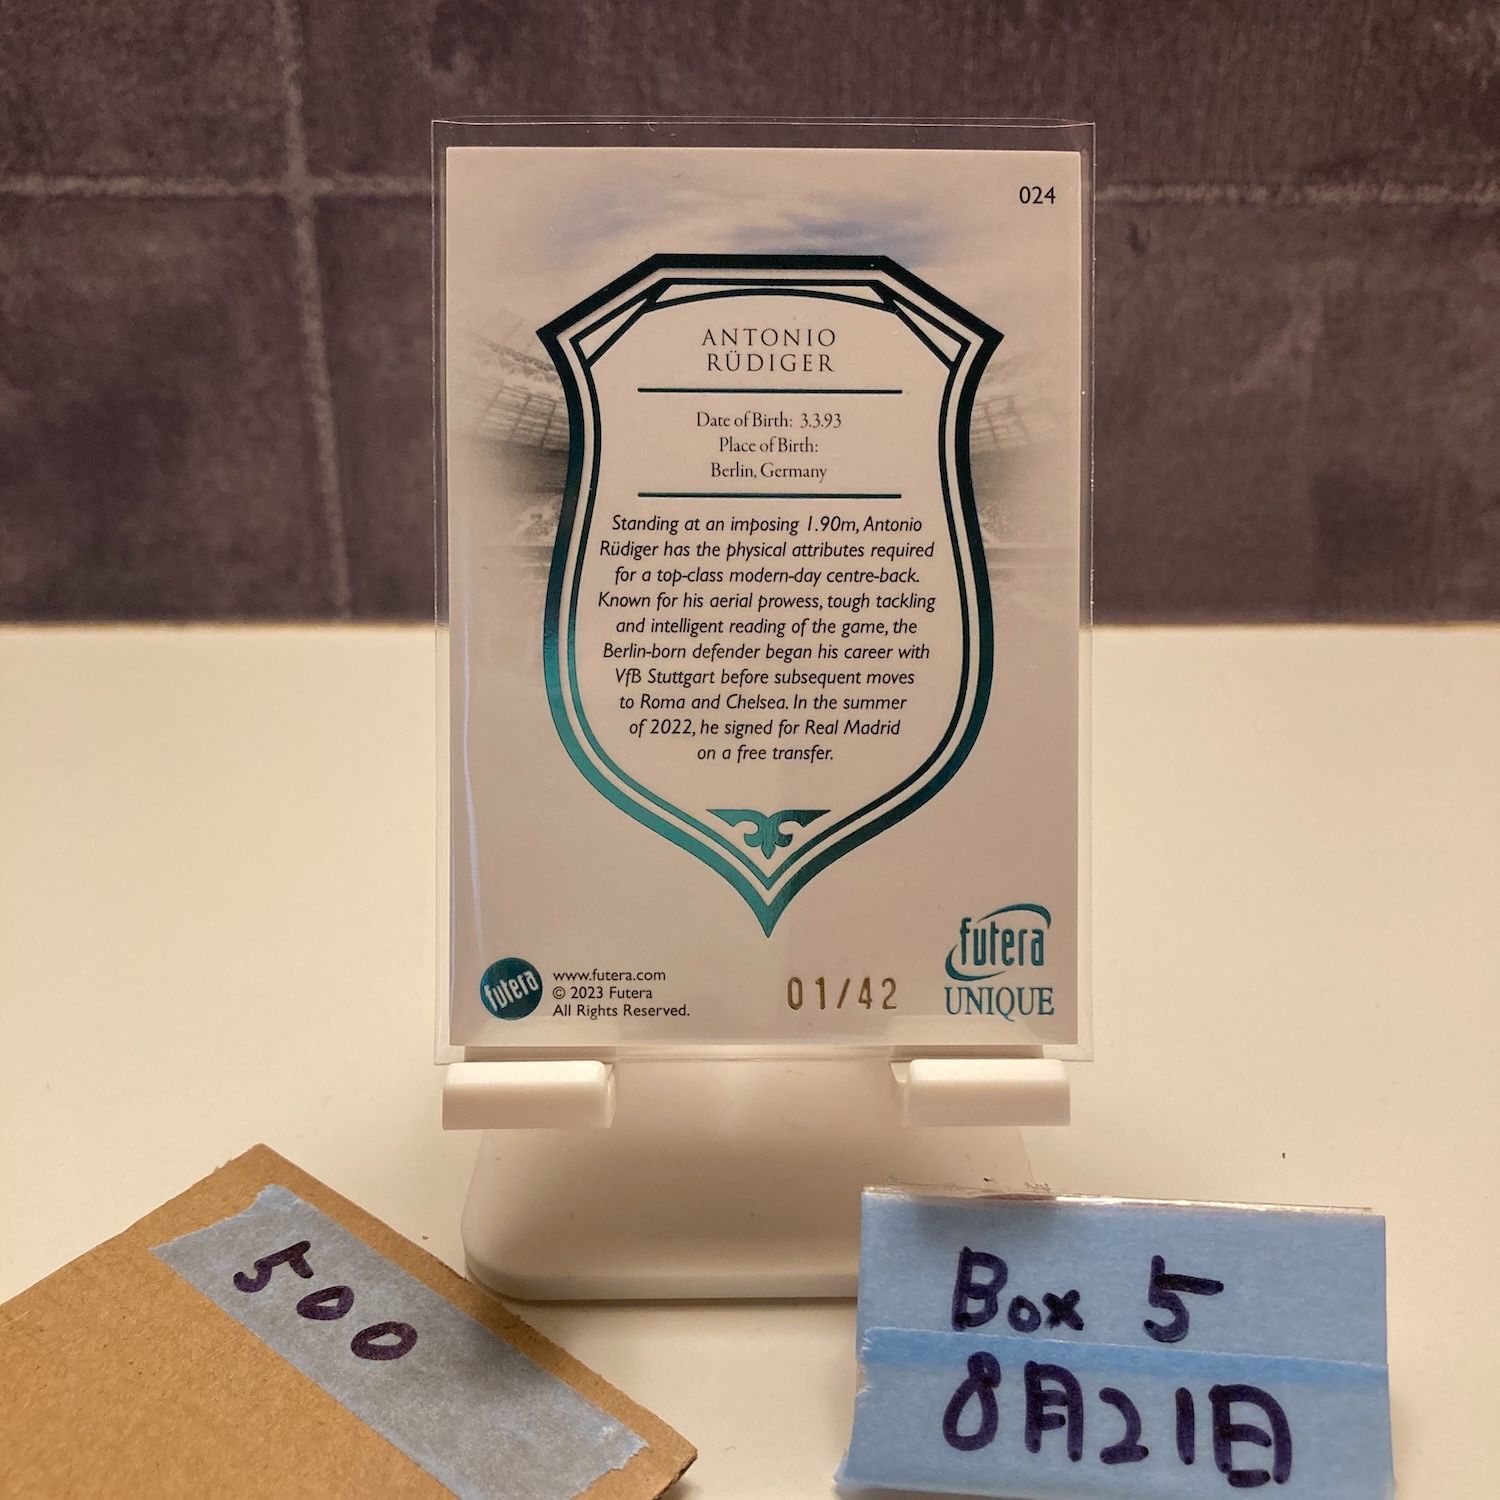 024
ANTONIO
RÜDIGER
Date of Birth: 3.3.93
Place of Birth:
Berlin, Germany
Standing at an imposing 1.90m, Antonio
Rüdiger has the physical attributes required
for a top-class modern-day centre-back.
Known for his aerial prowess, tough tackling
and intelligent reading of the game, the
Berlin-born defender began his career with
VfB Stuttgart before subsequent moves
to Roma and Chelsea. In the summer
of 2022, he signed for Real Madrid
on a free transfer.
futera
www.futera.com
© 2023 Futera
All Rights Reserved.
01/42
futera
UNIQUE
500
Box 5
8月21日